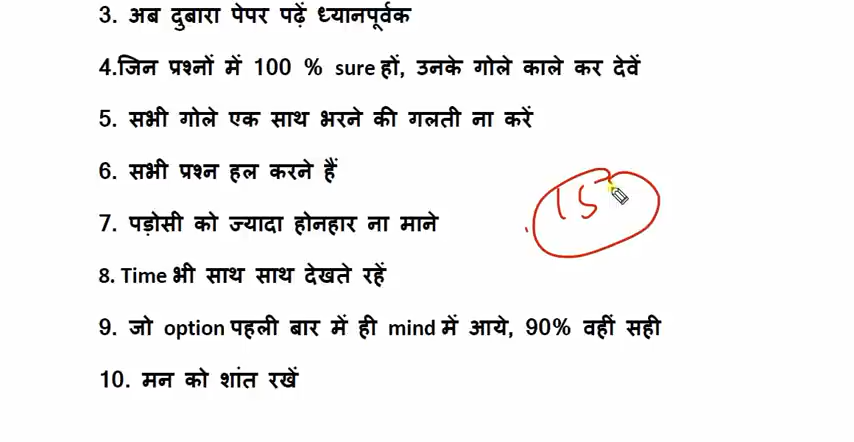 3. अब दुबारा पेपर पढ़ें ध्यानपूर्वक
4.जिन प्रश्नों में 100 % sure हों, उनके गोले काले कर देवें
5. सभी गोले एक साथ भरने की गलती ना करें
6. सभी प्रश्न हल करने हैं
15
7. पड़ोसी को ज्यादा होनहार ना माने
8. Time भी साथ साथ देखते रहें
9. जो option पहली बार में ही mind में आये, 90% वहीं सही
10. मन को शांत रखें